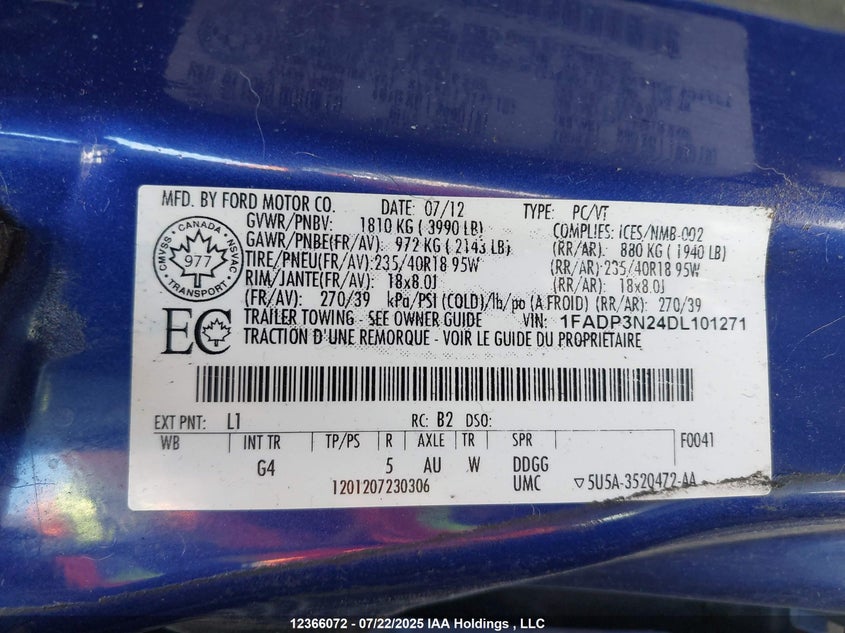 MFD. BY FORD MOTOR CO. DATE: 07/12 TYPE: PC/VT
GVWR/PNBV: 1810 KG ( 3990 LB) COMPLIES: ICES/NMB-002
GAWR/PNBE(FR/AV): 972 KG ( 2143 LB) (RR/AR): 880 KG ( 1940 LB)
TIRE/PNEU(FR/AV): 235/40R18 95W (RR/AR): 235/40R18 95W
RIM/JANTE(FR/AV): 18x8.0J (RR/AR): 18x8.0J
(FR/AV): 270/39 kPa/PSI (COLD)/lb/po (A FROID) (RR/AR): 270/39
TRAILER TOWING - SEE OWNER GUIDE VIN: 1FADP3N24DL101271
TRACTION D'UNE REMORQUE - VOIR LE GUIDE DU PROPRIETAIRE
CANADA
CMVSS 977 NSVAC
TRANSPORT
EC
EXT PNT: L1 RC: B2 DSO:
WB INT TR TP/PS R AXLE TR SPR F0041
G4 5 AU W DDGG
1201207230306 UMC ▽5U5A-3520472-AA
12366072 - 07/22/2025 IAA Holdings , LLC